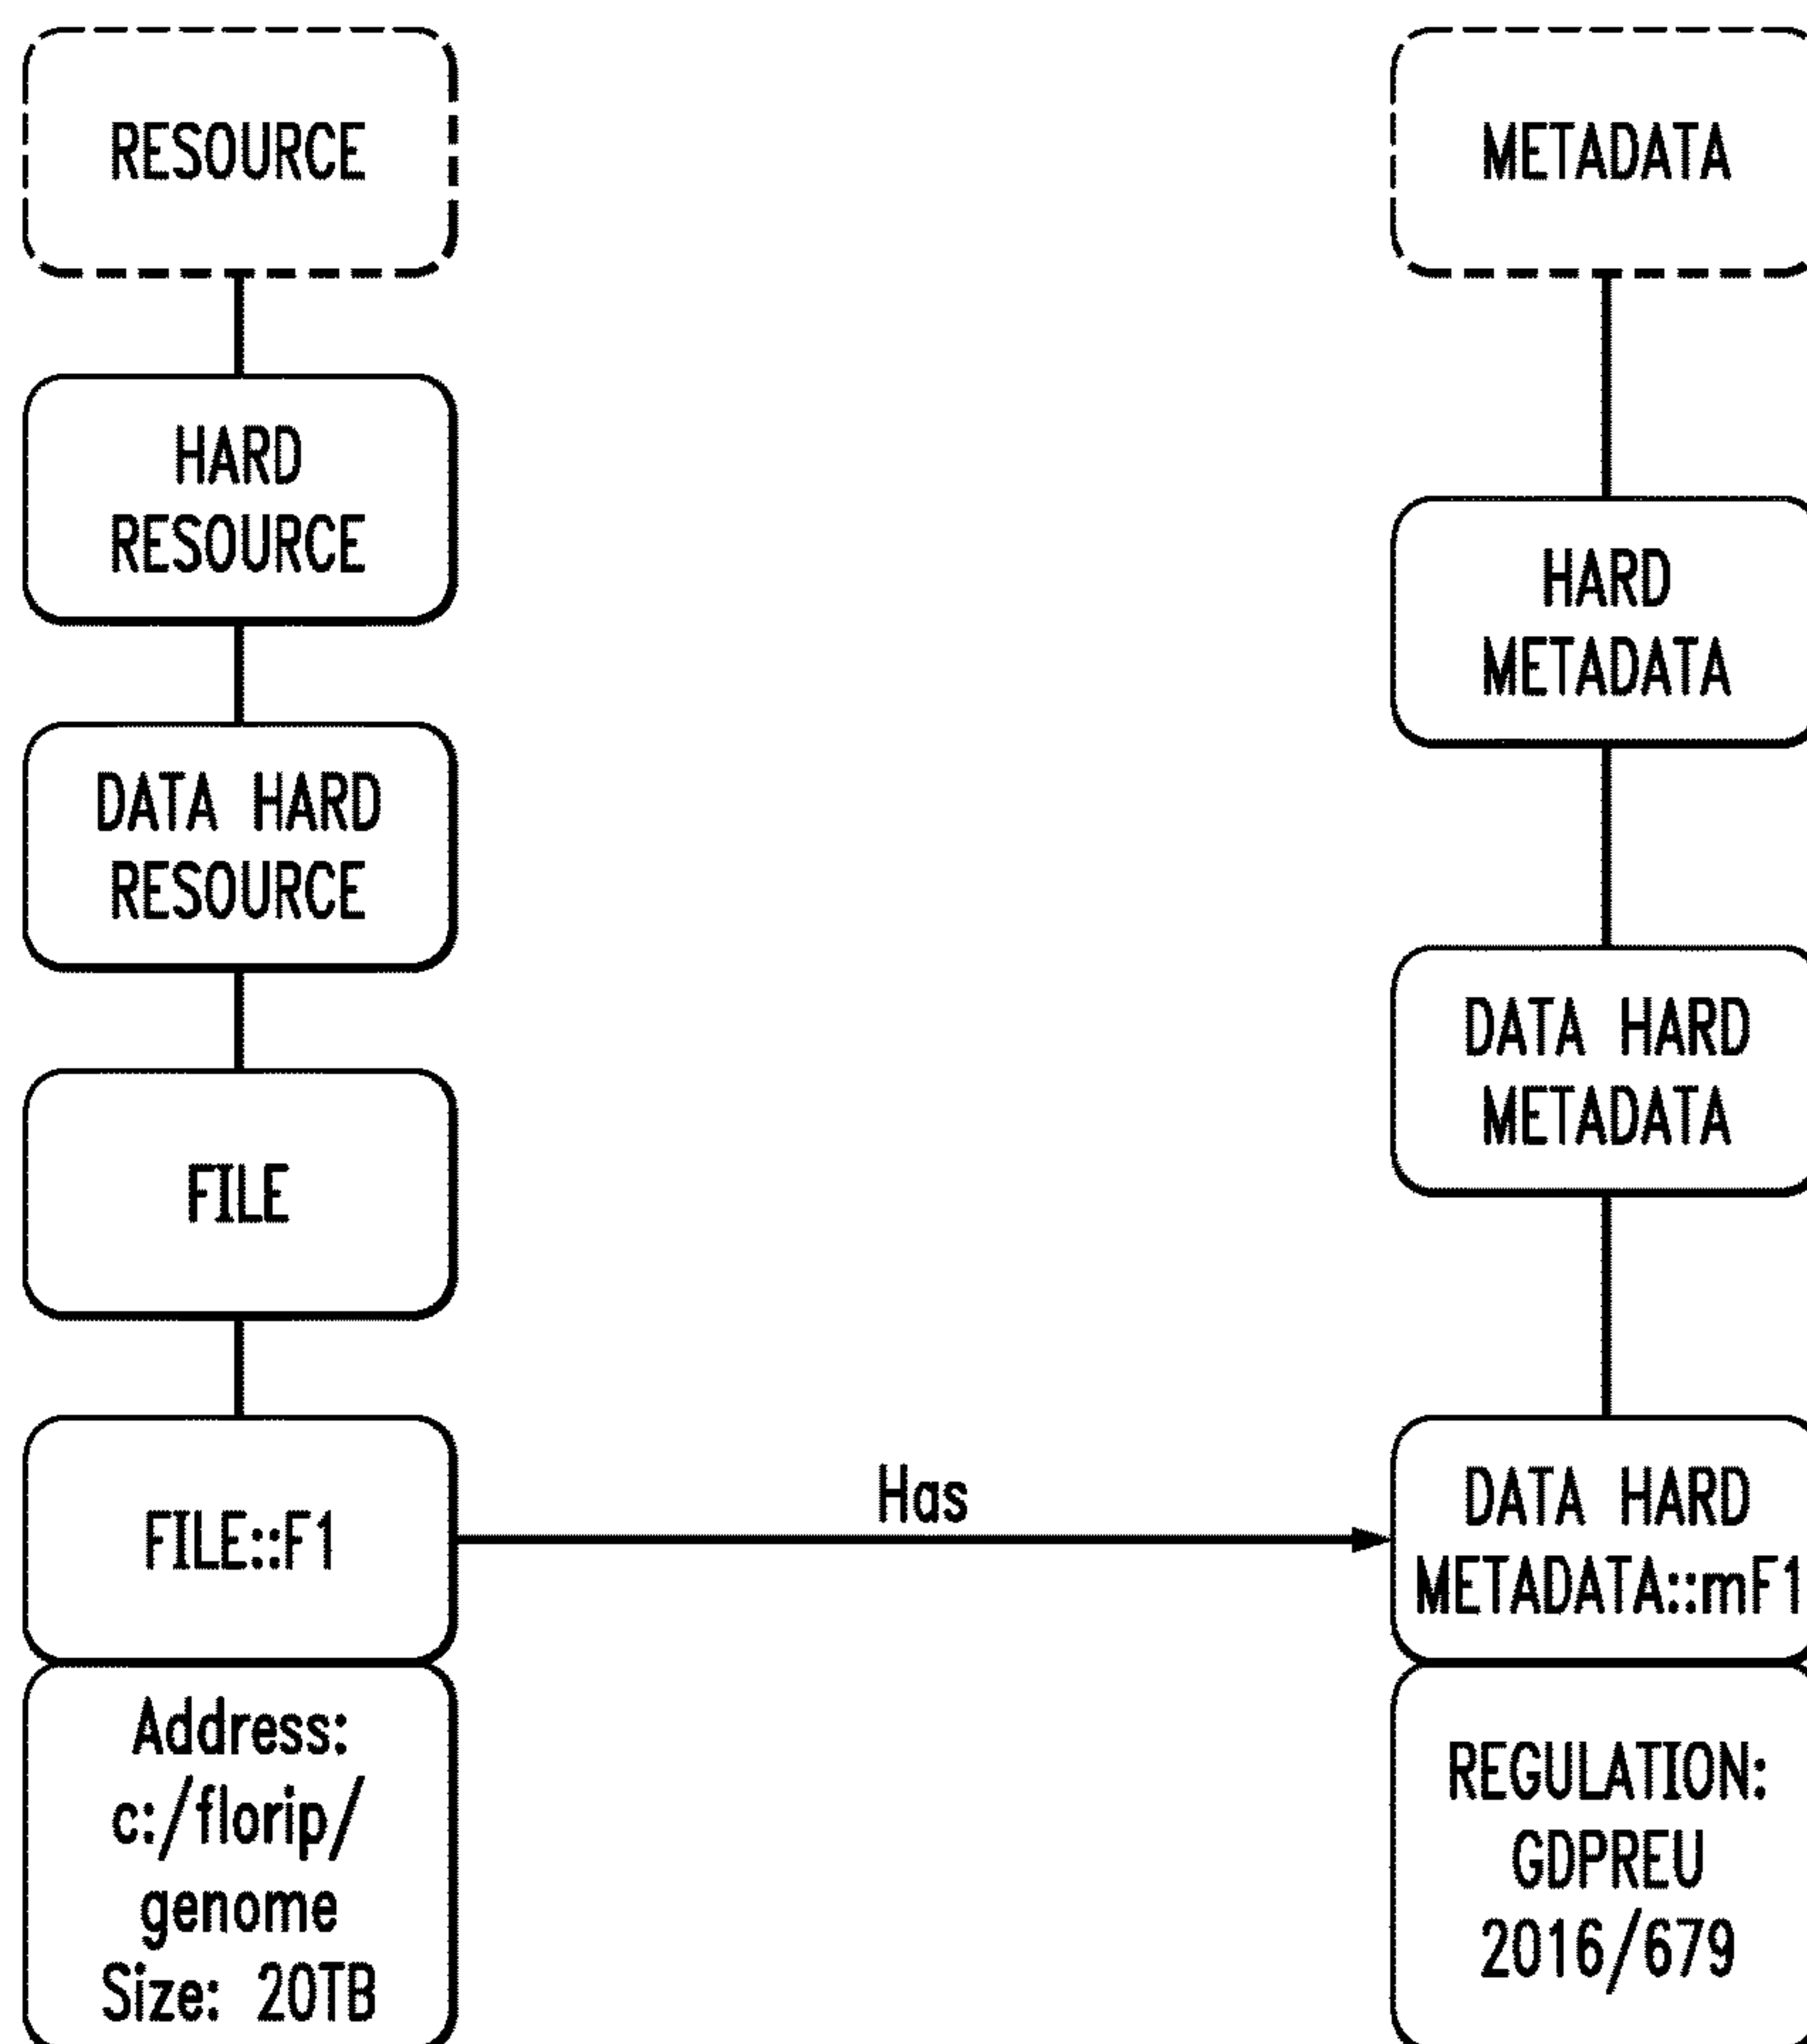 RESOURCE
HARD
RESOURCE
DATA HARD
RESOURCE
FILE
FILE::F1
Address:
c:/florip/
genome
Size: 20TB
Has
METADATA
HARD
METADATA
DATA HARD
METADATA
DATA HARD
METADATA::mF1
REGULATION:
GDPREU
2016/679